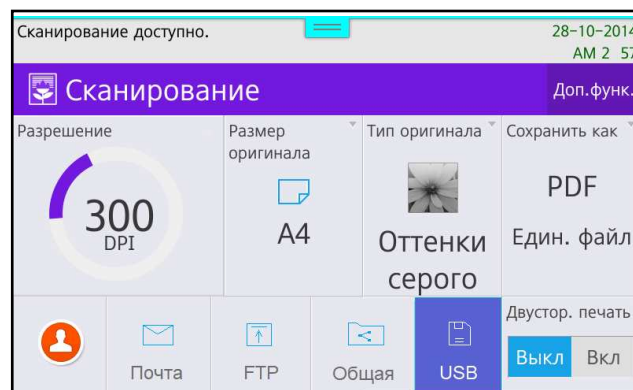 Сканирование доступно.
28-10-2014
AM 2 57
Сканирование
Доп.функ.
Разрешение
300
DPI
Размер
оригинала
A4
Тип оригинала
Оттенки
серого
Сохранить как
PDF
Един. файл
Почта
FTP
Общая
USB
Двустор. печать
Выкл
Вкл